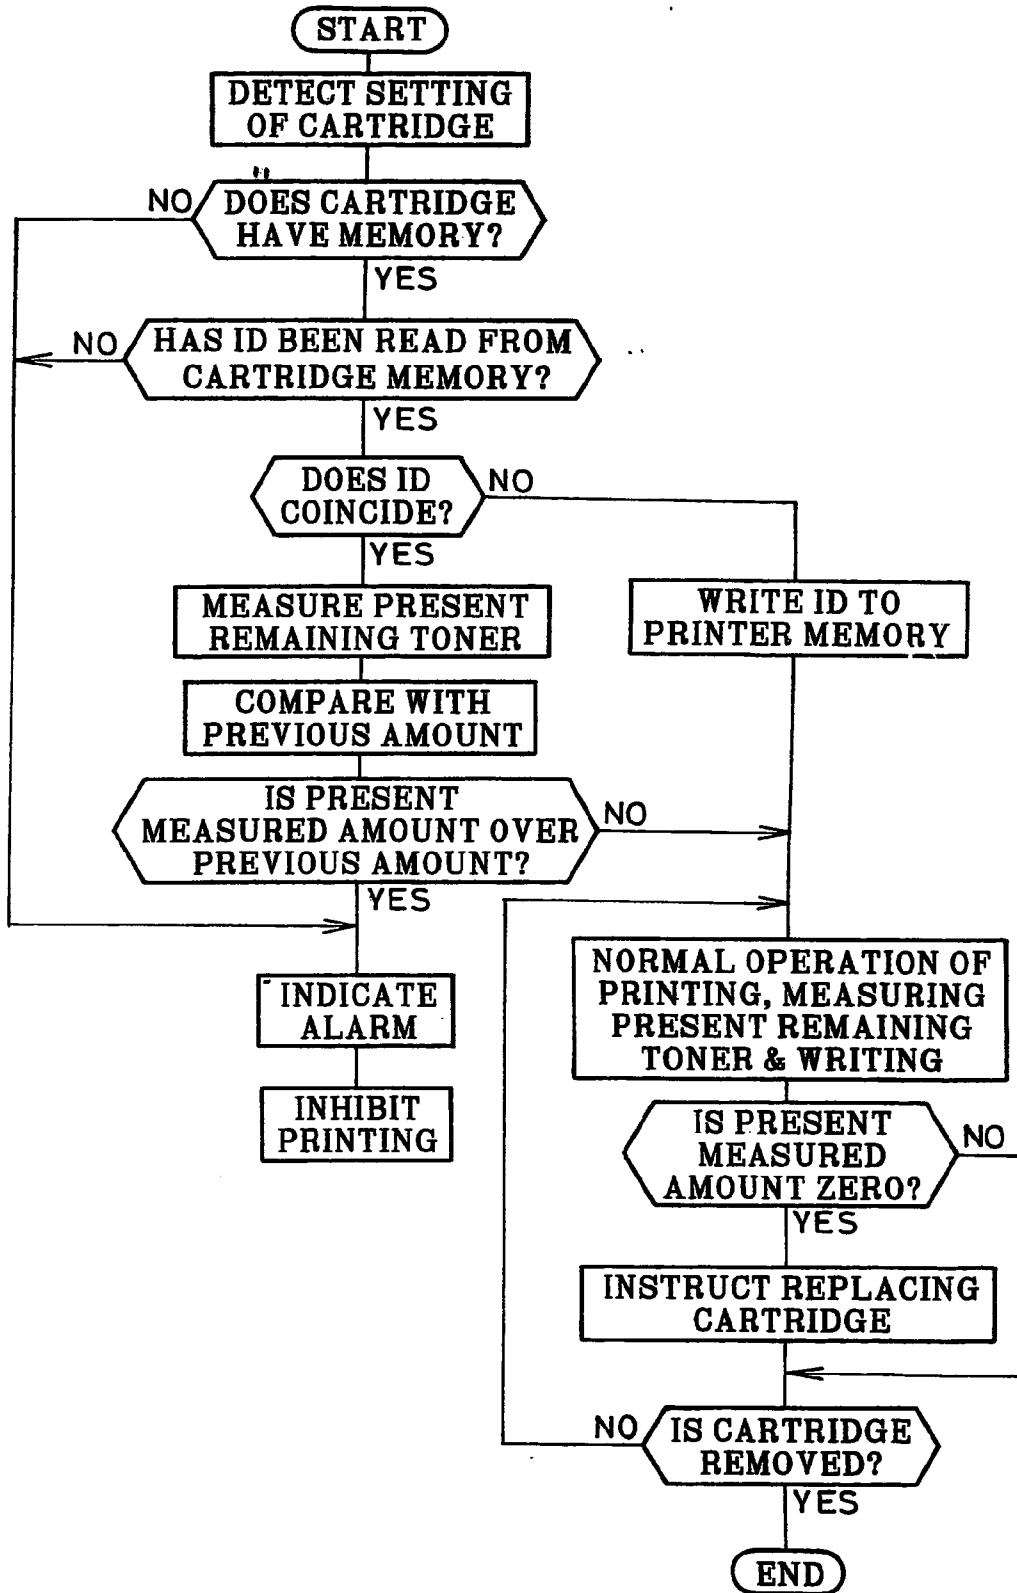 START
DETECT SETTING
OF CARTRIDGE
NO
DOES CARTRIDGE
HAVE MEMORY?
YES
NO
HAS ID BEEN READ FROM
CARTRIDGE MEMORY?
YES
DOES ID
COINCIDE?
NO
YES
MEASURE PRESENT
REMAINING TONER
WRITE ID TO
PRINTER MEMORY
COMPARE WITH
PREVIOUS AMOUNT
IS PRESENT
MEASURED AMOUNT OVER
PREVIOUS AMOUNT?
NO
YES
INDICATE
ALARM
INHIBIT
PRINTING
NORMAL OPERATION OF
PRINTING, MEASURING
PRESENT REMAINING
TONER & WRITING
IS PRESENT
MEASURED
AMOUNT ZERO?
NO
YES
INSTRUCT REPLACING
CARTRIDGE
NO
IS CARTRIDGE
REMOVED?
YES
END